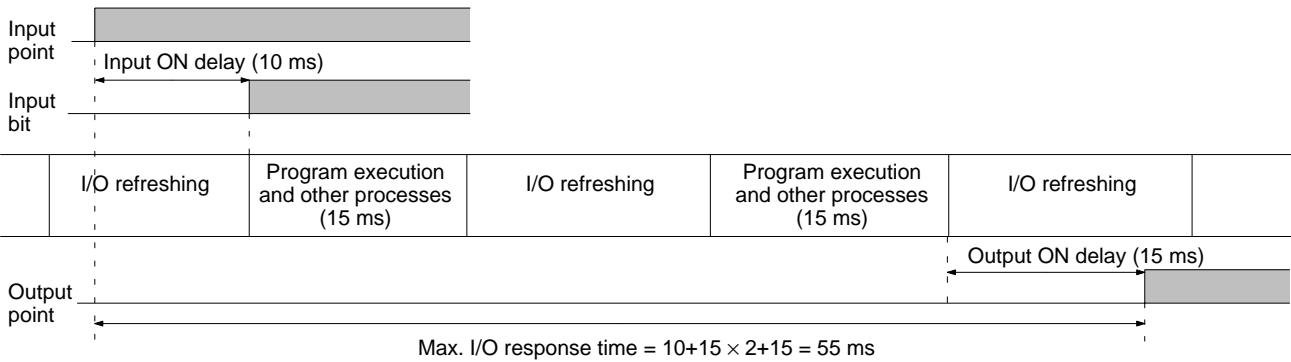 Input
point
Input ON delay (10 ms)
Input
bit
I/O refreshing
Program execution
and other processes
(15 ms)
I/O refreshing
Program execution
and other processes
(15 ms)
I/O refreshing
Output ON delay (15 ms)
Output
point
Max. I/O response time = 10+15 × 2+15 = 55 ms